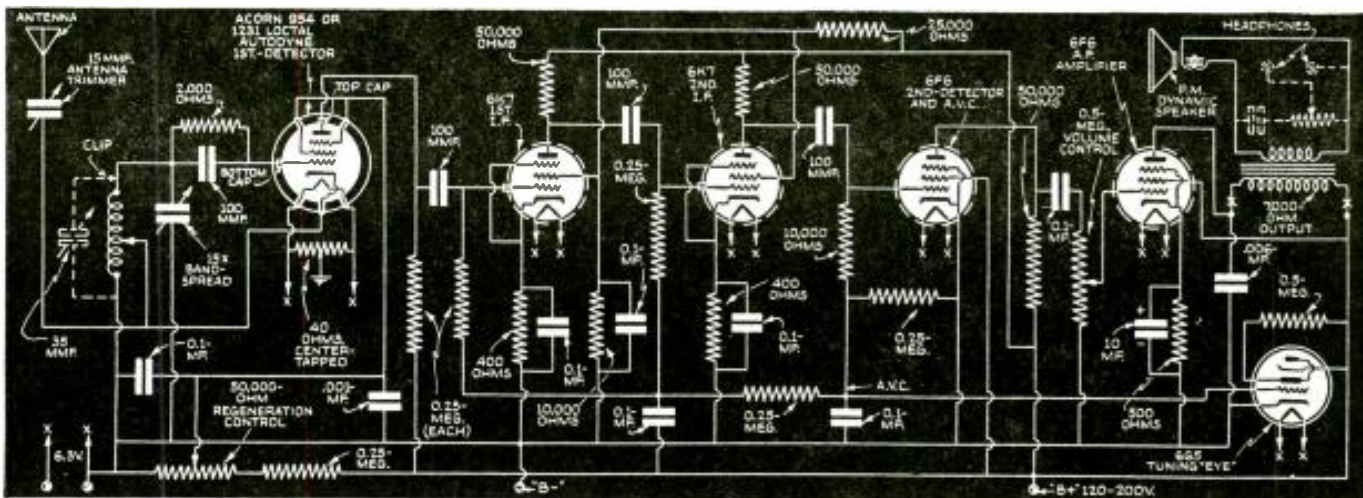 ANTENNA
15 MMF.
ANTENNA
TRIMMER
2,000
OHMS
CLIP
ACORN 954 OR
1231 LOCTAL
AUTODYNE
1ST.-DETECTOR
TOP CAP
BOTTOM
CAP
100
MMF.
15X
BAND-
SPREAD
35
MMF.
0.1-
MF.
40
OHMS,
CENTER-
TAPPED
50,000-
OHM
REGENERATION
CONTROL
.001-
MF.
0.25-
MEG.
6.3V.
X
X
X
X
100
MMF.
0.25-
MEG.
(EACH)
50,000
OHMS
6K7
1ST.
I.F.
X
X
400
OHMS
0.1-
MF.
10,000
OHMS
"B-"
100
MMF.
0.25-
MEG.
0.1-
MF.
0.1-
MF.
6K7
2ND.
I.F.
50,000
OHMS
X
X
400
OHMS
0.1-
MF.
0.25
MEG.
25,000
OHMS
100
MMF.
10,000
OHMS
0.25-
MEG.
A.V.C.
0.1-
MF.
6F6
2ND-DETECTOR
AND A.V.C.
X
X
50,000
OHMS
0.1-
MF.
0.5-
MEG.
VOLUME
CONTROL
"B+" 120-200V.
6F6
A.F.
AMPLIFIER
X
X
10
MF.
500
OHMS
P.M.
DYNAMIC
SPEAKER
HEADPHONES
7000-
OHM
OUTPUT
X
X
.006-
MF.
0.5-
MEG.
X
X
6G5
TUNING "EYE"